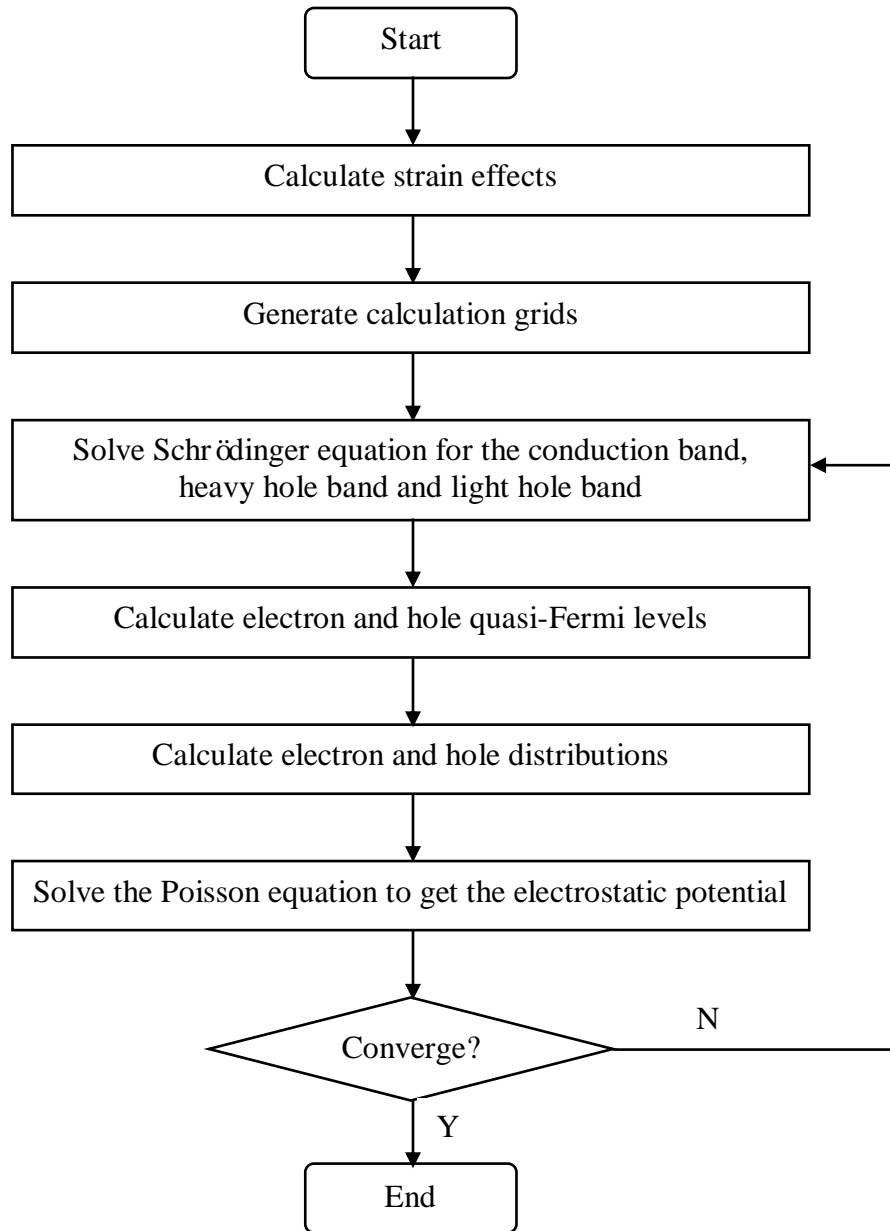 Start
Calculate strain effects
Generate calculation grids
Solve Schrödinger equation for the conduction band,
heavy hole band and light hole band
Calculate electron and hole quasi-Fermi levels
Calculate electron and hole distributions
Solve the Poisson equation to get the electrostatic potential
Converge?
N
Y
End